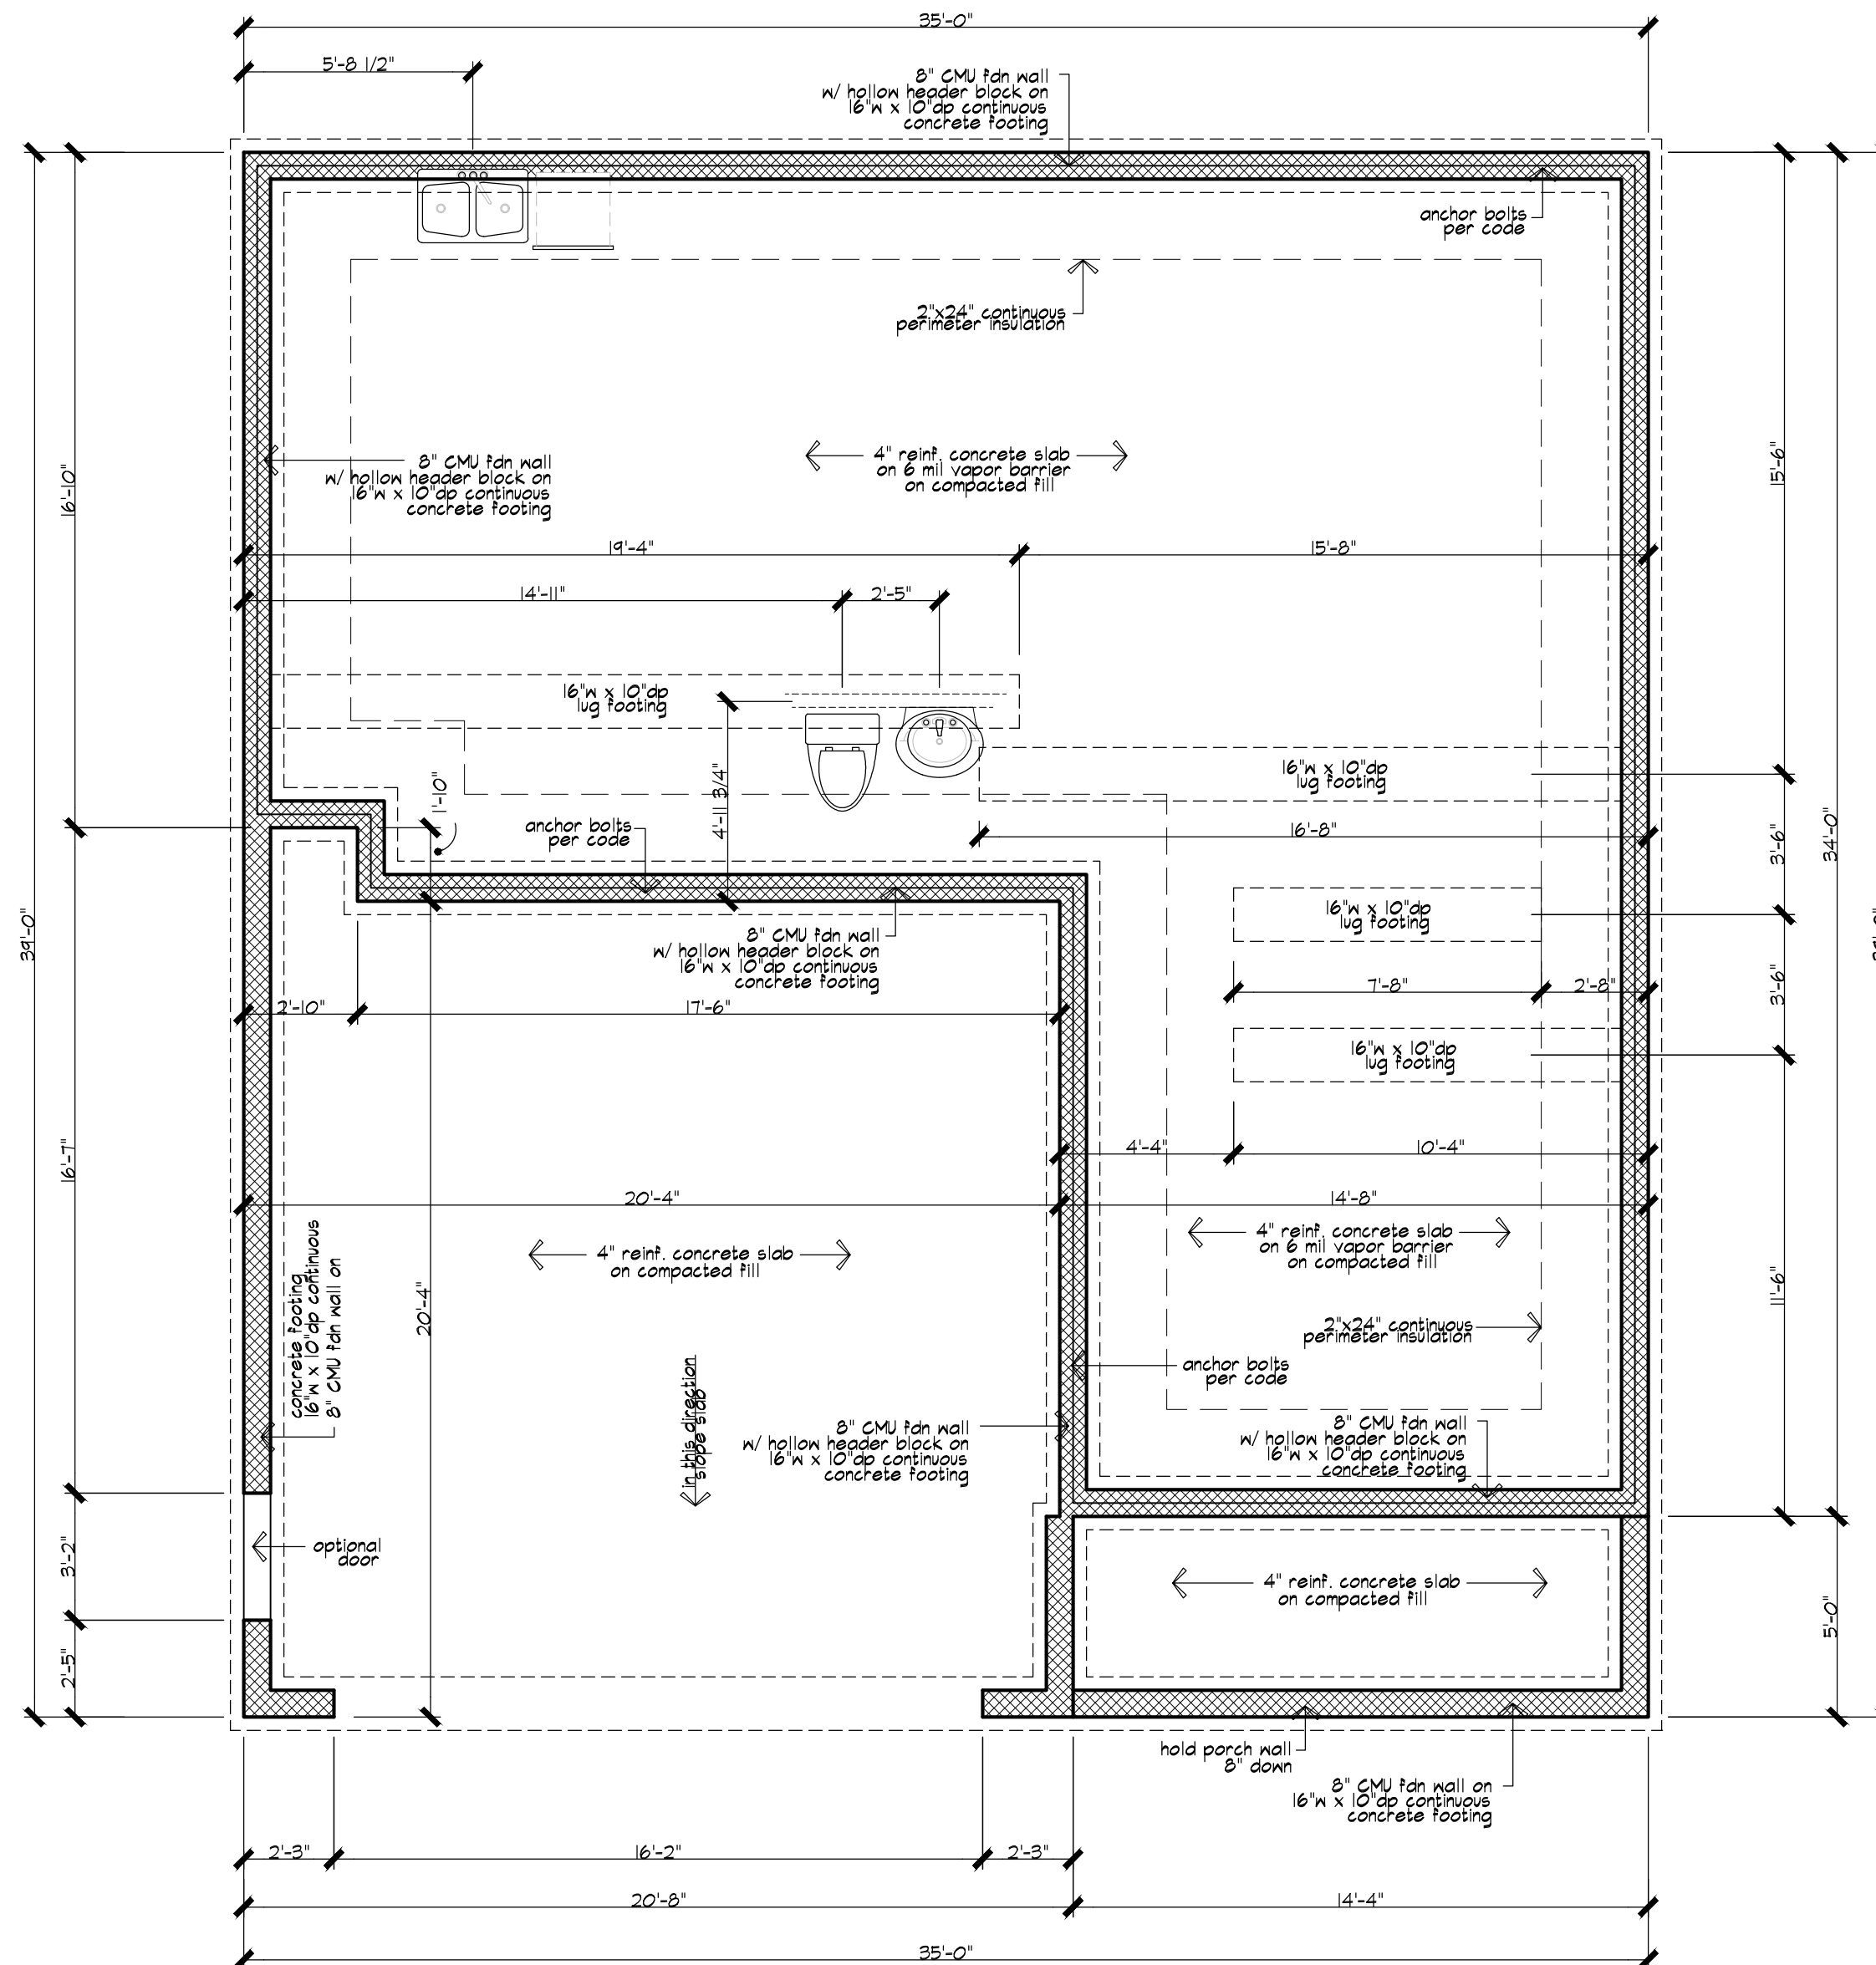 35'-0"
5'-8 1/2"
8" CMU fdn wall
w/ hollow header block on
16"w x 10"dp continuous
concrete footing
anchor bolts
per code
2"x24" continuous
perimeter insulation
16'-10"
15'-6"
8" CMU fdn wall
w/ hollow header block on
16"w x 10"dp continuous
concrete footing
4" reinf. concrete slab
on 6 mil vapor barrier
on compacted fill
19'-4"
15'-8"
14'-11"
2'-5"
16"w x 10"dp
lug footing
1'-10"
4'-11 3/4"
16"w x 10"dp
lug footing
anchor bolts
per code
16'-8"
3'-6"
34'-0"
39'-0"
8" CMU fdn wall
w/ hollow header block on
16"w x 10"dp continuous
concrete footing
16"w x 10"dp
lug footing
7'-8"
2'-8"
3'-6"
2'-10"
17'-6"
16"w x 10"dp
lug footing
4'-4"
10'-4"
16'-7"
20'-4"
14'-8"
4" reinf. concrete slab
on compacted fill
4" reinf. concrete slab
on 6 mil vapor barrier
on compacted fill
11'-6"
20'-4"
8" CMU fdn wall on
16"w x 10"dp continuous
concrete footing
2"x24" continuous
perimeter insulation
anchor bolts
per code
slope slab
in this direction
8" CMU fdn wall
w/ hollow header block on
16"w x 10"dp continuous
concrete footing
8" CMU fdn wall
w/ hollow header block on
16"w x 10"dp continuous
concrete footing
optional
door
3'-2"
4" reinf. concrete slab
on compacted fill
5'-0"
2'-5"
hold porch wall
8" down
8" CMU fdn wall on
16"w x 10"dp continuous
concrete footing
2'-3"
16'-2"
2'-3"
20'-8"
14'-4"
35'-0"